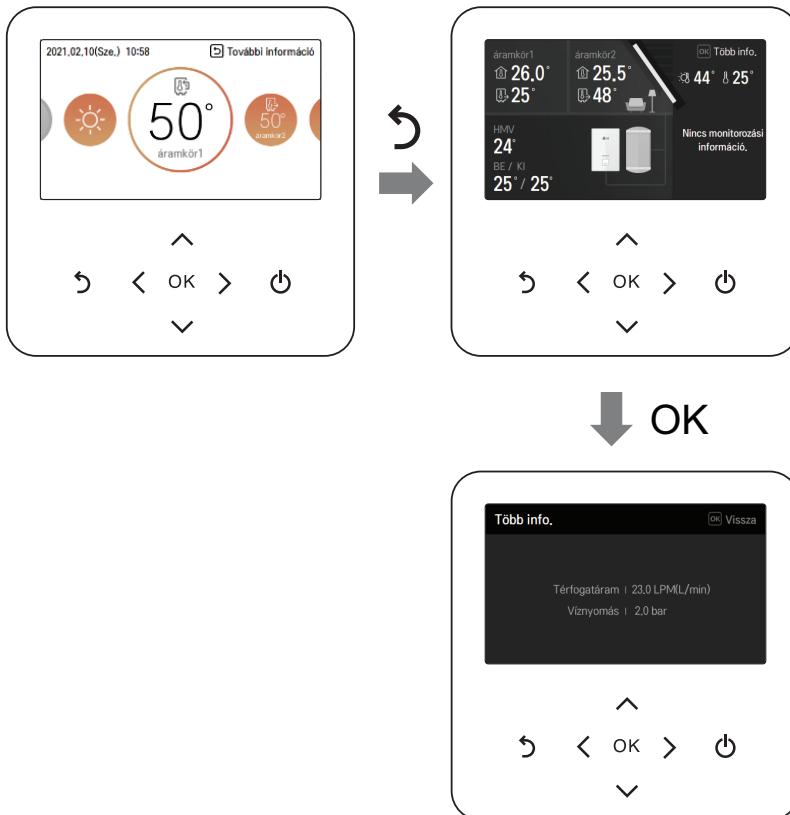 2021.02.10(Sze.) 10:58 További információ
50°
áramkör1
50°
áramkör2
OK
áramkör1
26.0°
25°
áramkör2
25.5°
48°
OK Több info.
44° 25°
HMV
24°
BE / KI
25° / 25°
Nincs monitorozási
információ.
OK
OK
Több info. OK Vissza
Térfogatáram | 23.0 LPM(L/min)
Víznyomás | 2.0 bar
OK